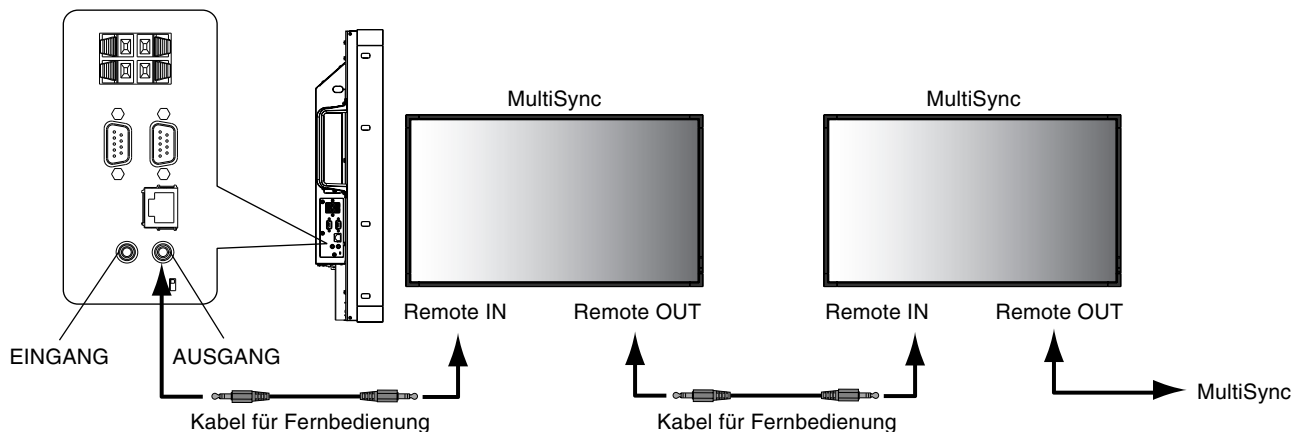 MultiSync
MultiSync
Remote IN
Remote OUT
Remote IN
Remote OUT
EINGANG
AUSGANG
MultiSync
Kabel für Fernbedienung
Kabel für Fernbedienung